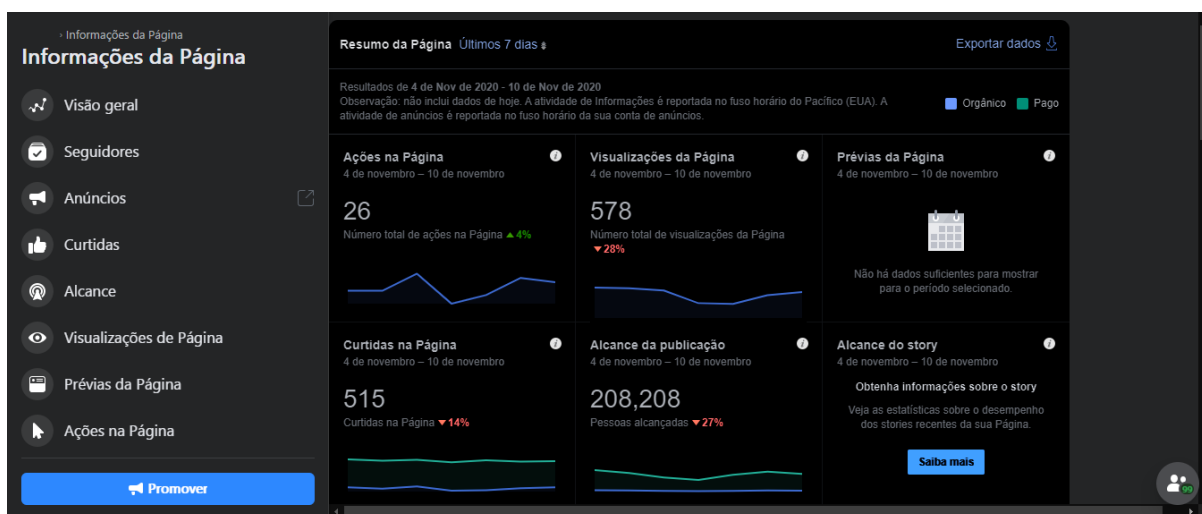 › Informações da Página
Informações da Página
Visão geral
Seguidores
Anúncios
Curtidas
Alcance
Visualizações de Página
Prévias da Página
Ações na Página
Promover
Resumo da Página Últimos 7 dias
Exportar dados
Resultados de 4 de Nov de 2020 - 10 de Nov de 2020
Observação: não inclui dados de hoje. A atividade de Informações é reportada no fuso horário do Pacífico (EUA). A
atividade de anúncios é reportada no fuso horário da sua conta de anúncios.
Orgânico Pago
Ações na Página
4 de novembro – 10 de novembro
26
Número total de ações na Página ▲ 4%
Visualizações da Página
4 de novembro – 10 de novembro
578
Número total de visualizações da Página
▼28%
Prévias da Página
4 de novembro – 10 de novembro
Não há dados suficientes para mostrar
para o período selecionado.
Curtidas na Página
4 de novembro – 10 de novembro
515
Curtidas na Página ▼14%
Alcance da publicação
4 de novembro – 10 de novembro
208,208
Pessoas alcançadas ▼27%
Alcance do story
4 de novembro – 10 de novembro
Obtenha informações sobre o story
Veja as estatísticas sobre o desempenho
dos stories recentes da sua Página.
Saiba mais
99